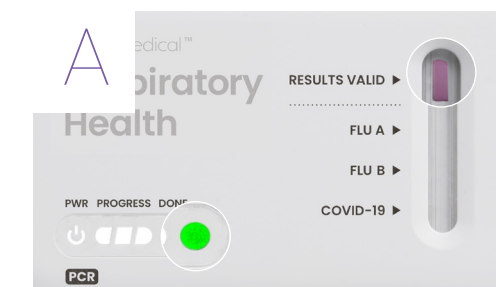 A
edical™
piratory
Health
RESULTS VALID ▶
FLU A ▶
FLU B ▶
COVID-19 ▶
PWR PROGRESS DONE
PCR